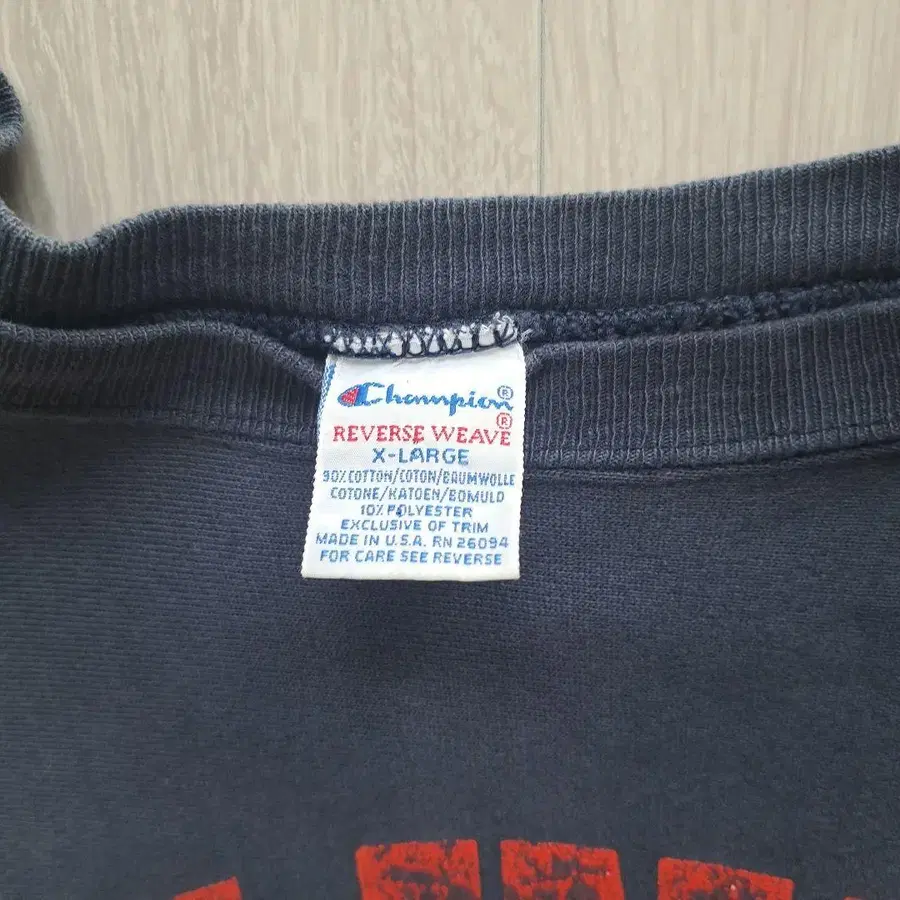 Champion®
REVERSE WEAVE®
X-LARGE
90% COTTON/COTON/BAUMWOLLE
COTONE/KATOEN/BOMULD
10% POLYESTER
EXCLUSIVE OF TRIM
MADE IN U.S.A. RN 26094
FOR CARE SEE REVERSE